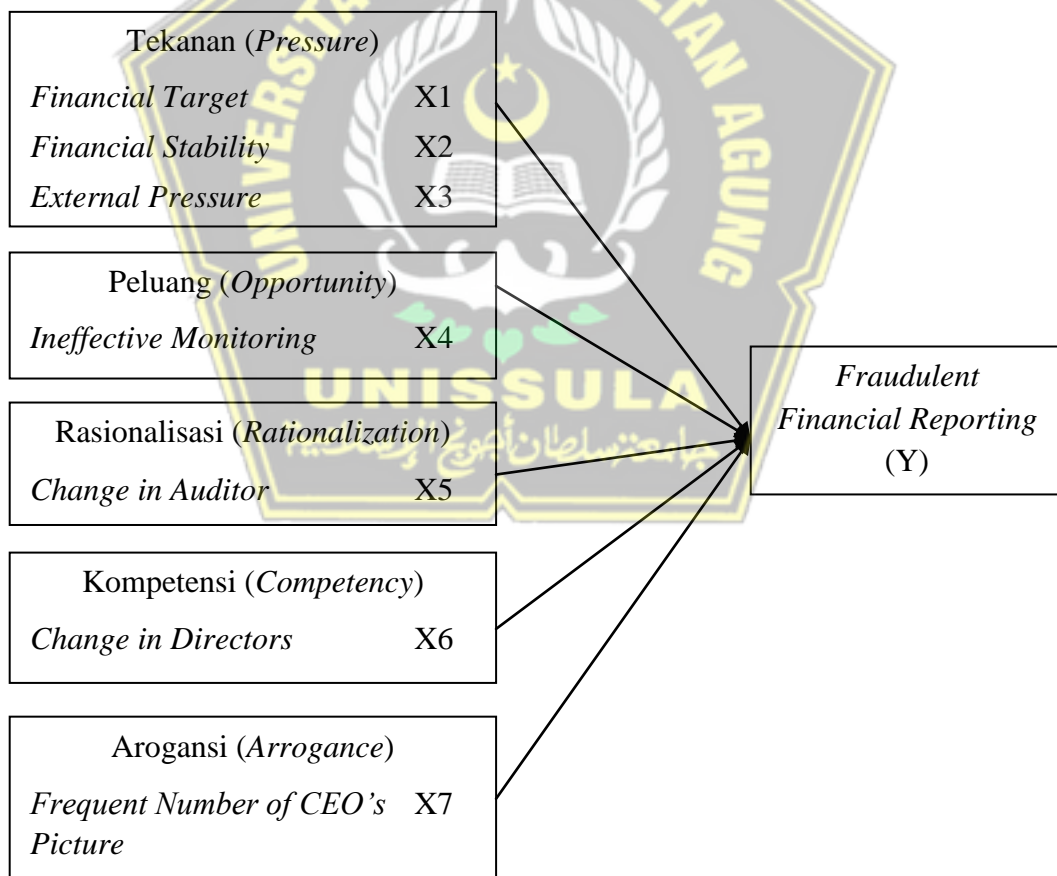 Tekanan (Pressure)
Financial Target X1
Financial Stability X2
External Pressure X3
Peluang (Opportunity)
Ineffective Monitoring X4
Rasionalisasi (Rationalization)
Change in Auditor X5
Kompetensi (Competency)
Change in Directors X6
Arogansi (Arrogance)
Frequent Number of CEO’s X7
Picture
Fraudulent
Financial Reporting
(Y)
UNISSULA
AGUNG